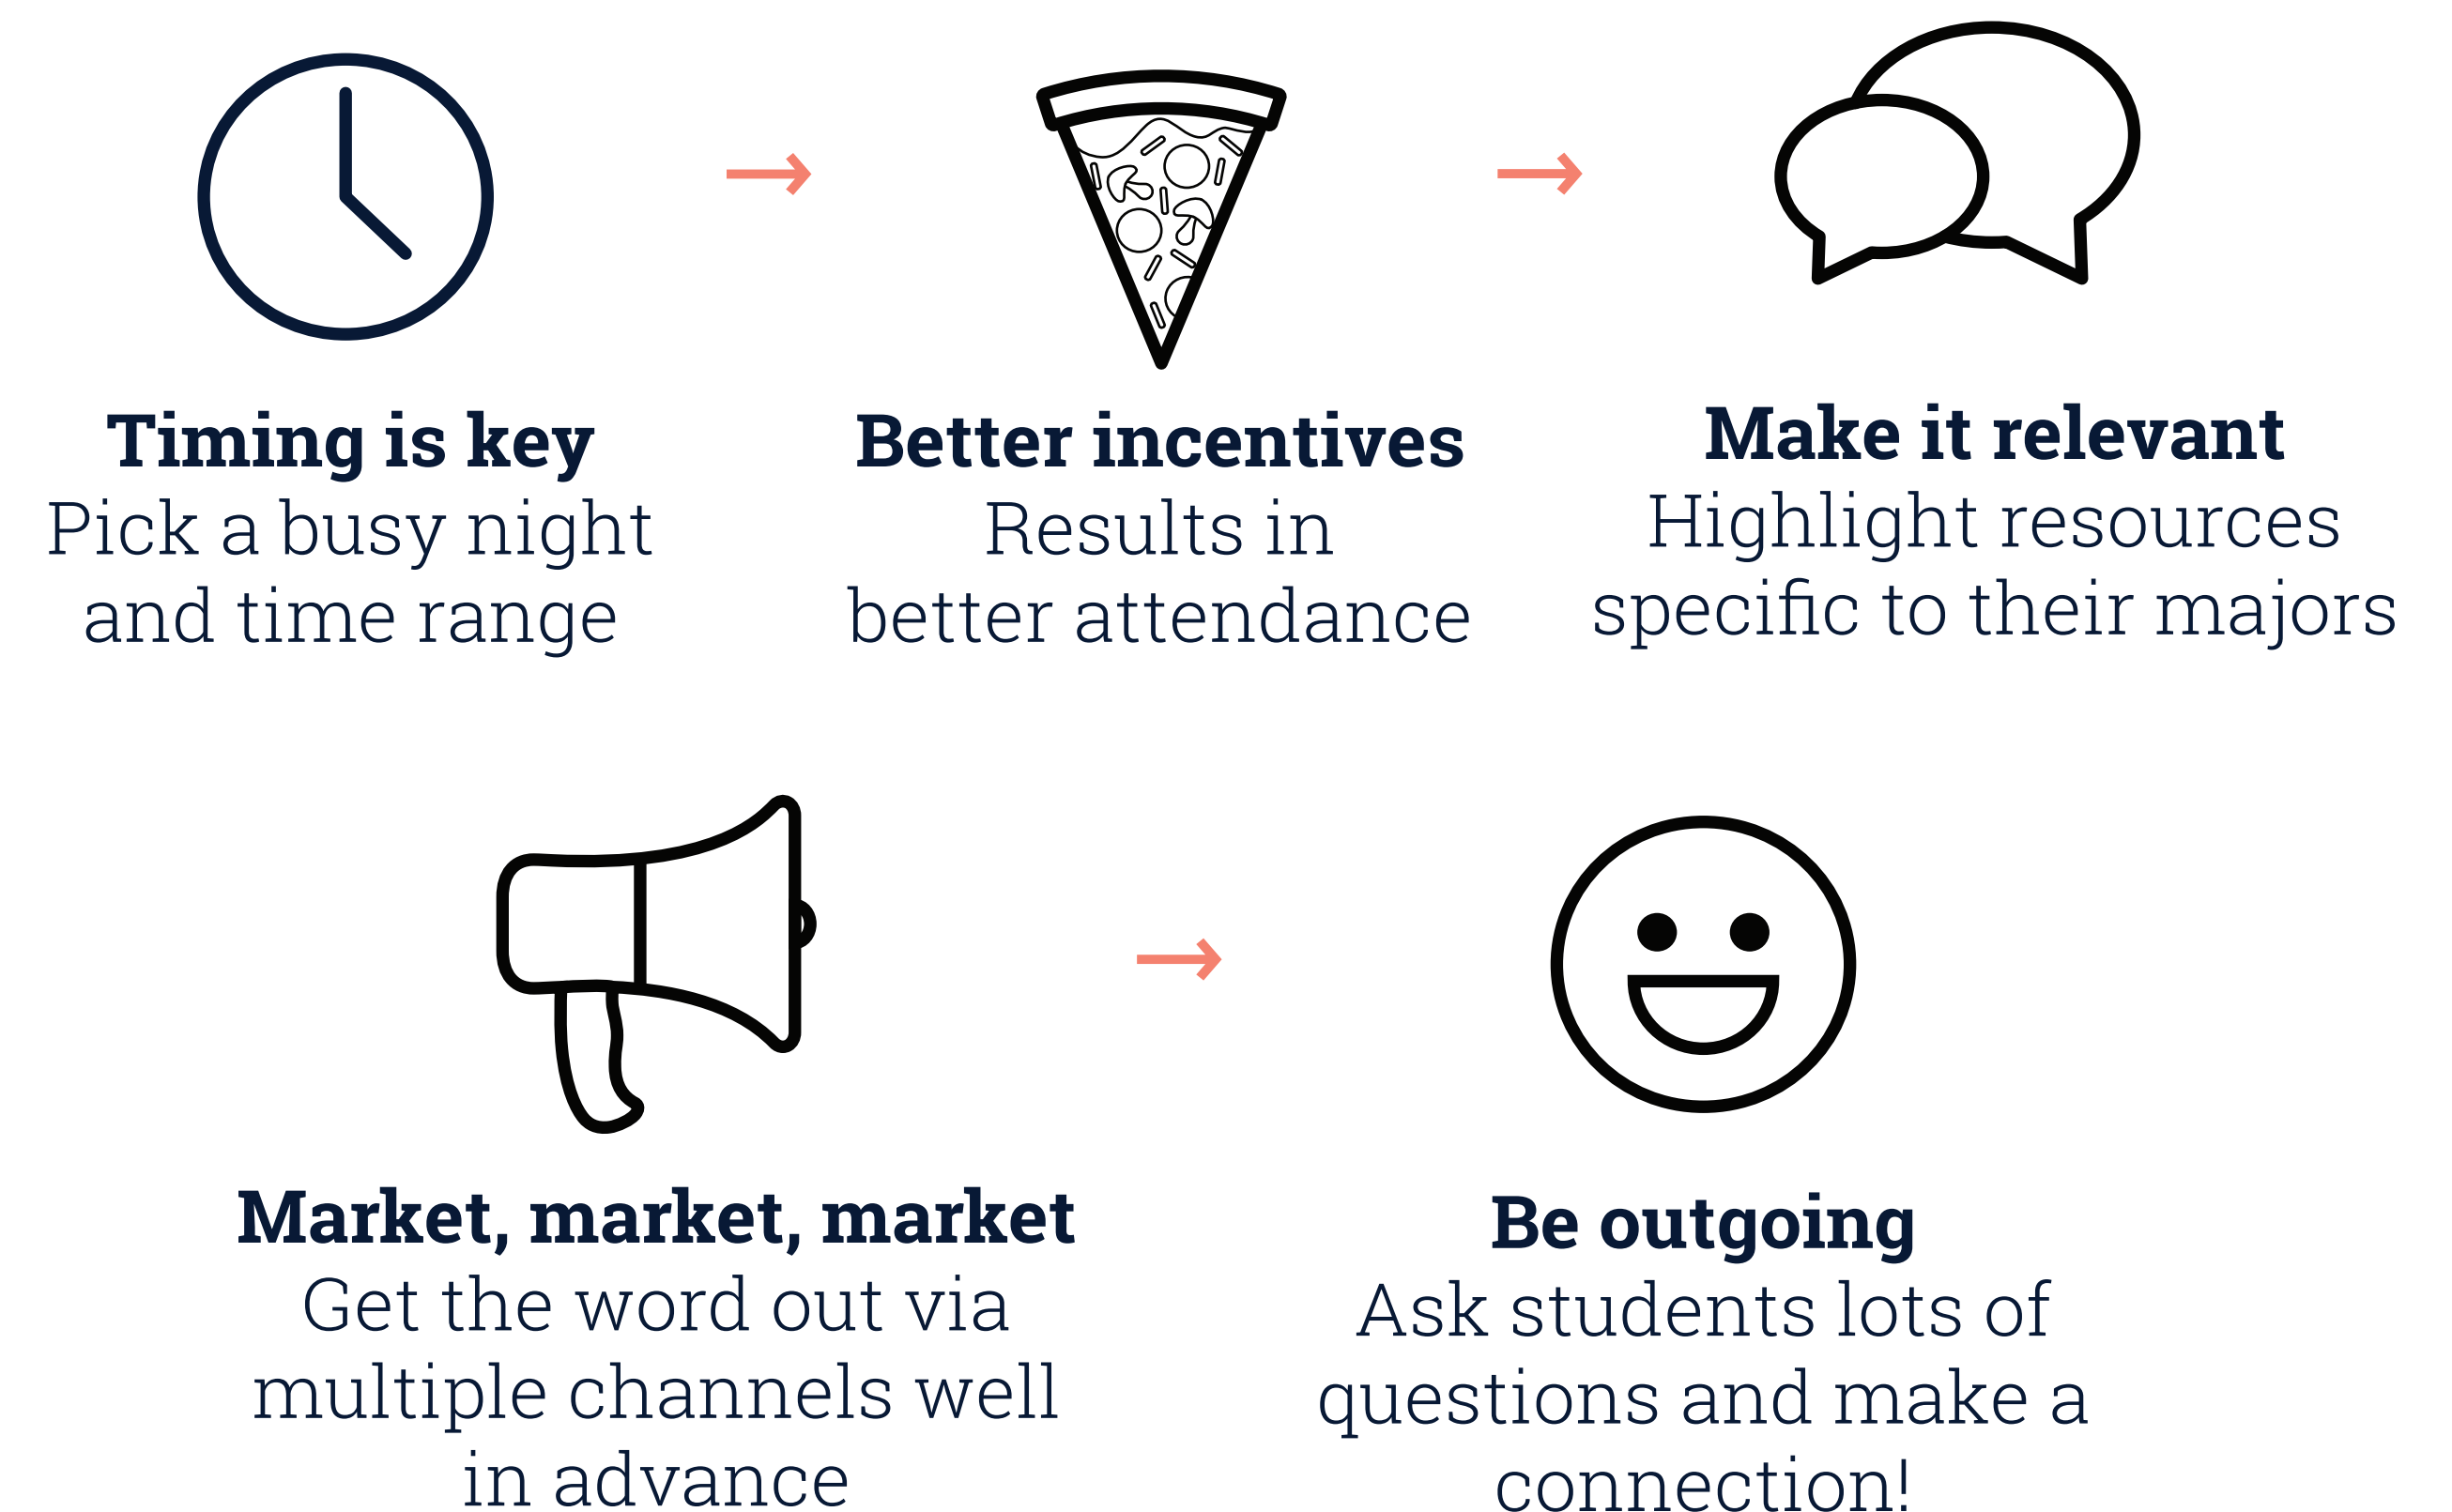 Timing is key
Pick a busy night
and time range
Better incentives
Results in
better attendance
Make it relevant
Highlight resources
specific to their majors
Market, market, market
Get the word out via
multiple channels well
in advance
Be outgoing
Ask students lots of
questions and make a
connection!